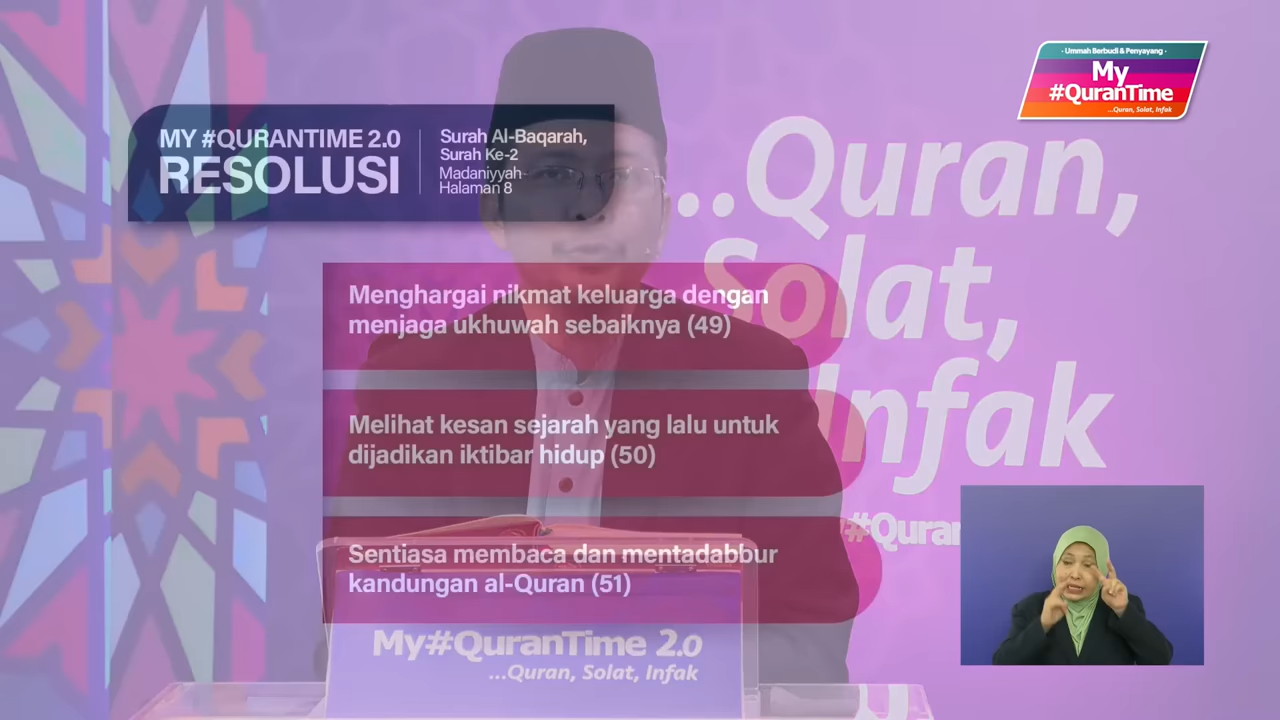 · Ummah Berbudi & Penyayang ·
My
#QuranTime
...Quran, Solat, Infak
MY #QURANTIME 2.0
RESOLUSI
Surah Al-Baqarah,
Surah Ke-2
Madaniyyah
Halaman 8
...Quran,
Solat,
Infak
Menghargai nikmat keluarga dengan
menjaga ukhuwah sebaiknya (49)
Melihat kesan sejarah yang lalu untuk
dijadikan iktibar hidup (50)
Sentiasa membaca dan mentadabbur
kandungan al-Quran (51)
My#QuranTime 2.0
...Quran, Solat, Infak